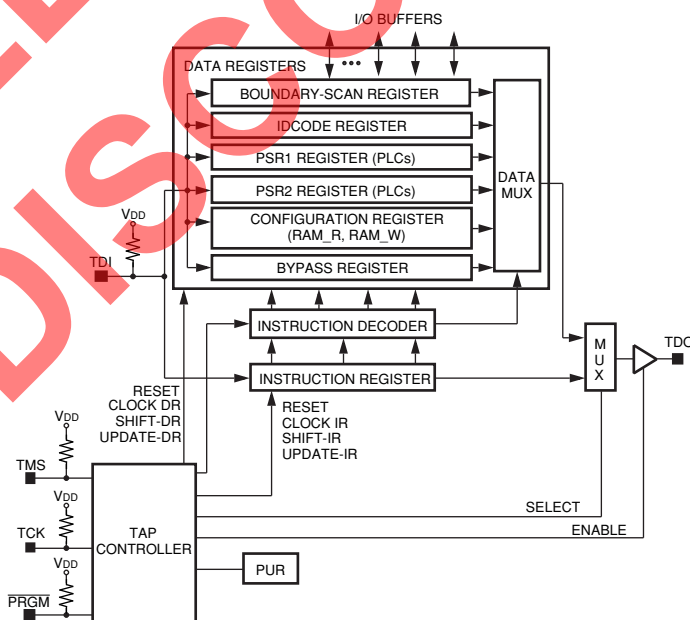 I/O BUFFERS
DATA REGISTERS
BOUNDARY-SCAN REGISTER
IDCODE REGISTER
PSR1 REGISTER (PLCs)
PSR2 REGISTER (PLCs)
CONFIGURATION REGISTER
(RAM_R, RAM_W)
BYPASS REGISTER
DATA
MUX
VDD
TDI
INSTRUCTION DECODER
INSTRUCTION REGISTER
M
U
X
TDO
RESET
CLOCK DR
SHIFT-DR
UPDATE-DR
RESET
CLOCK IR
SHIFT-IR
UPDATE-IR
VDD
TMS
VDD
TCK
VDD
PRGM
TAP
CONTROLLER
SELECT
ENABLE
PUR
DISCO